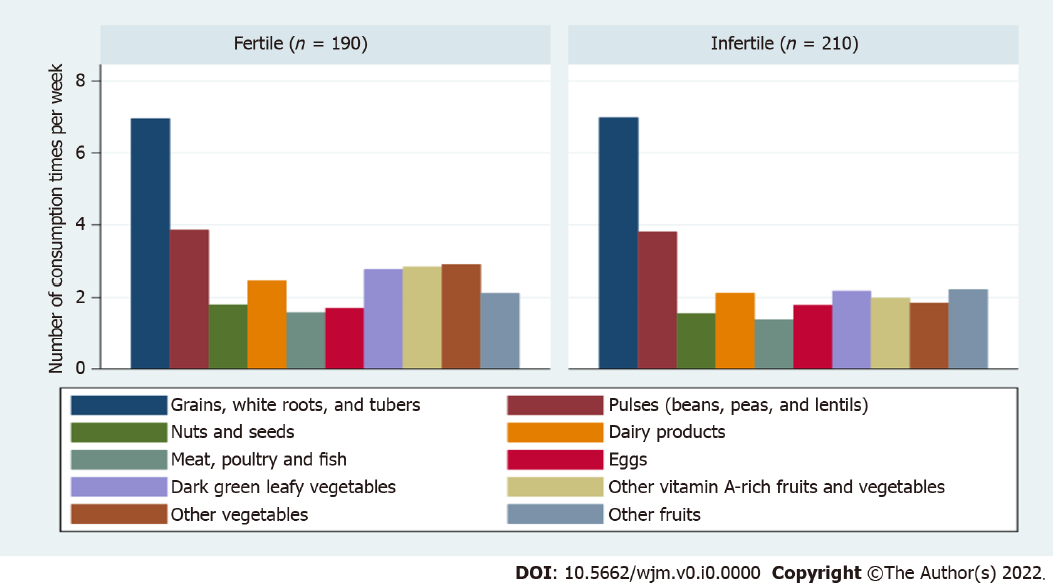 Fertile (n = 190)
Infertile (n = 210)
Number of consumption times per week
8
6
4
2
0
Grains, white roots, and tubers
Pulses (beans, peas, and lentils)
Nuts and seeds
Dairy products
Meat, poultry and fish
Eggs
Dark green leafy vegetables
Other vitamin A-rich fruits and vegetables
Other vegetables
Other fruits
DOI: 10.5662/wjm.v0.i0.0000 Copyright ©The Author(s) 2022.